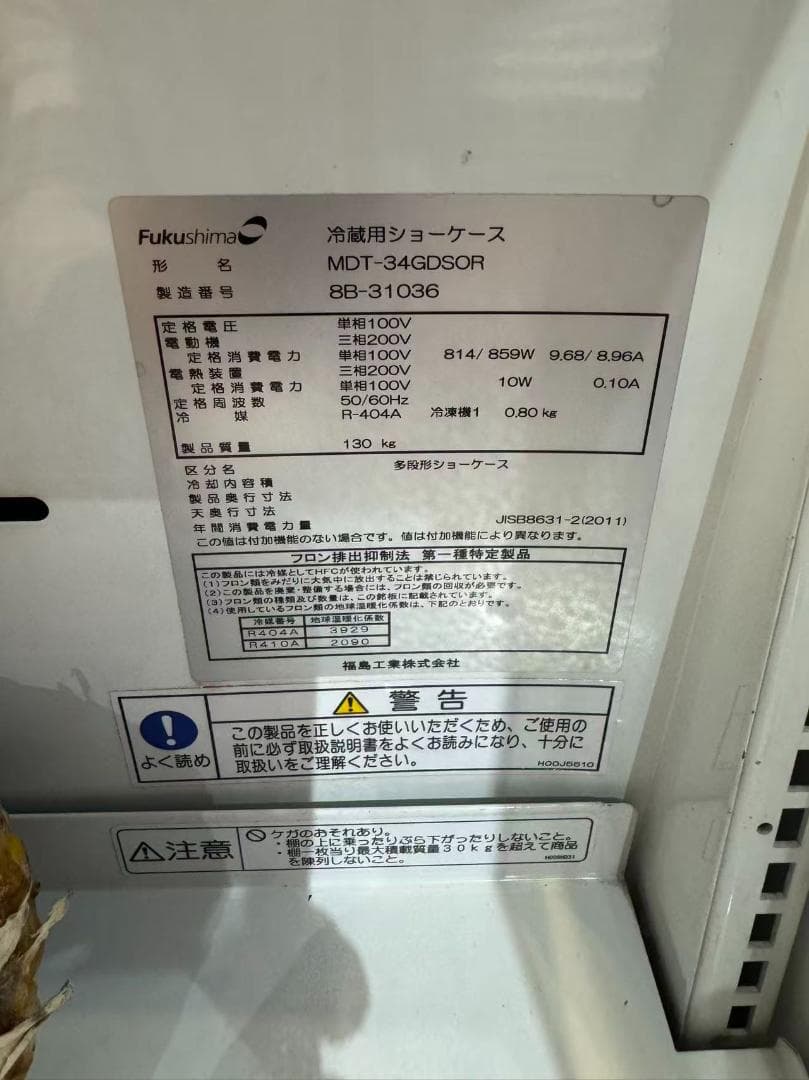 Fukushima
冷蔵用ショーケース
形 名 MDT-34GDSOR
製造番号 8B-31036
定格電圧 単相100V
電動機 三相200V
定格消費電力 単相100V 814/859W 9.68/8.96A
電熱装置 三相200V
定格消費電力 単相100V 10W 0.10A
定格周波数 50/60Hz
冷 媒 R-404A 冷凍機1 0.80 kg
製品質量 130 kg
区分名 多段形ショーケース
冷却内容積
製品奥行寸法
天奥行寸法
年間消費電力量 JISB8631-2(2011)
この値は付加機能のない場合です。値は付加機能により異なります。
フロン排出抑制法 第一種特定製品
この製品には冷媒としてHFCが使われています。
(1)フロン類をみだりに大気中に放出することは禁じられています。
(2)この製品を廃棄・整備する場合には、フロン類の回収が必要です。
(3)フロン類の種類及び数量は、この銘板に記載されています。
(4)使用しているフロン類の地球温暖化係数は、下記のとおりです。
冷媒番号 地球温暖化係数
R404A 3929
R410A 2090
福島工業株式会社
警告
よく読め
この製品を正しくお使いいただくため、ご使用の
前に必ず取扱説明書をよくお読みになり、十分に
取扱いをご理解ください。
H00J5610
注意
ケガのおそれあり。
・棚の上に乗ったりぶら下がったりしないこと。
・棚一枚当り最大積載質量30kgを超えて商品
を陳列しないこと。